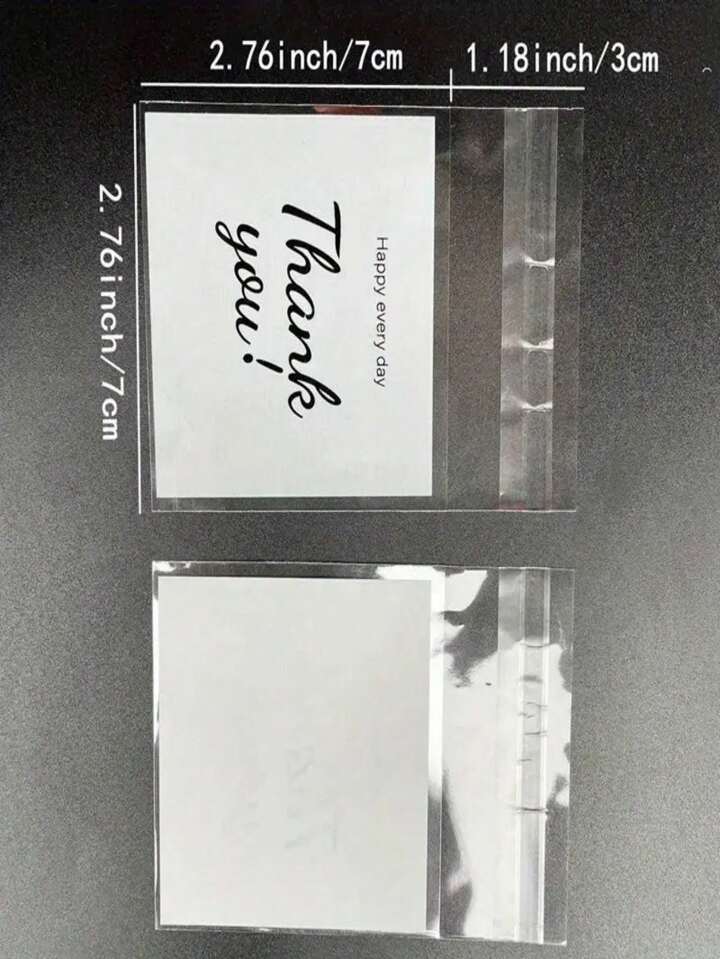 2.76inch/7cm
1.18inch/3cm
2.76inch/7cm
Happy every day
Thank
you!